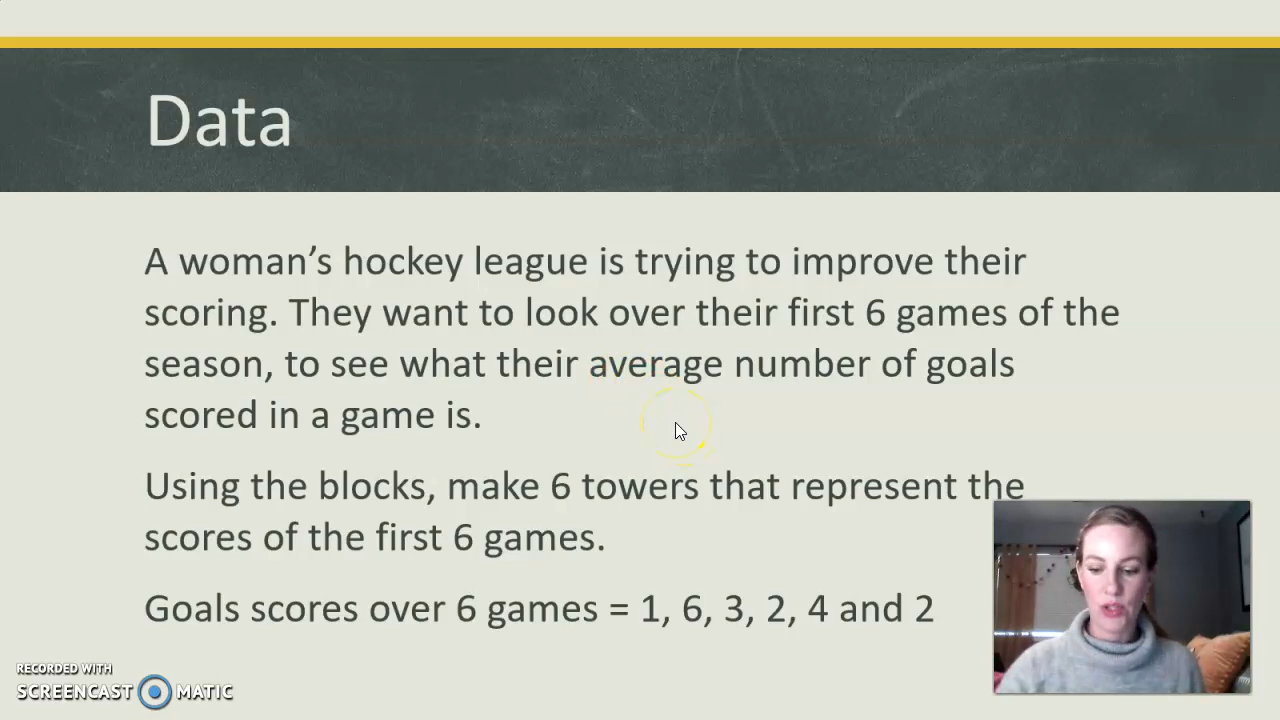 Data
A woman’s hockey league is trying to improve their
scoring. They want to look over their first 6 games of the
season, to see what their average number of goals
scored in a game is.
Using the blocks, make 6 towers that represent the
scores of the first 6 games.
Goals scores over 6 games = 1, 6, 3, 2, 4 and 2
RECORDED WITH
SCREENCAST MATIC